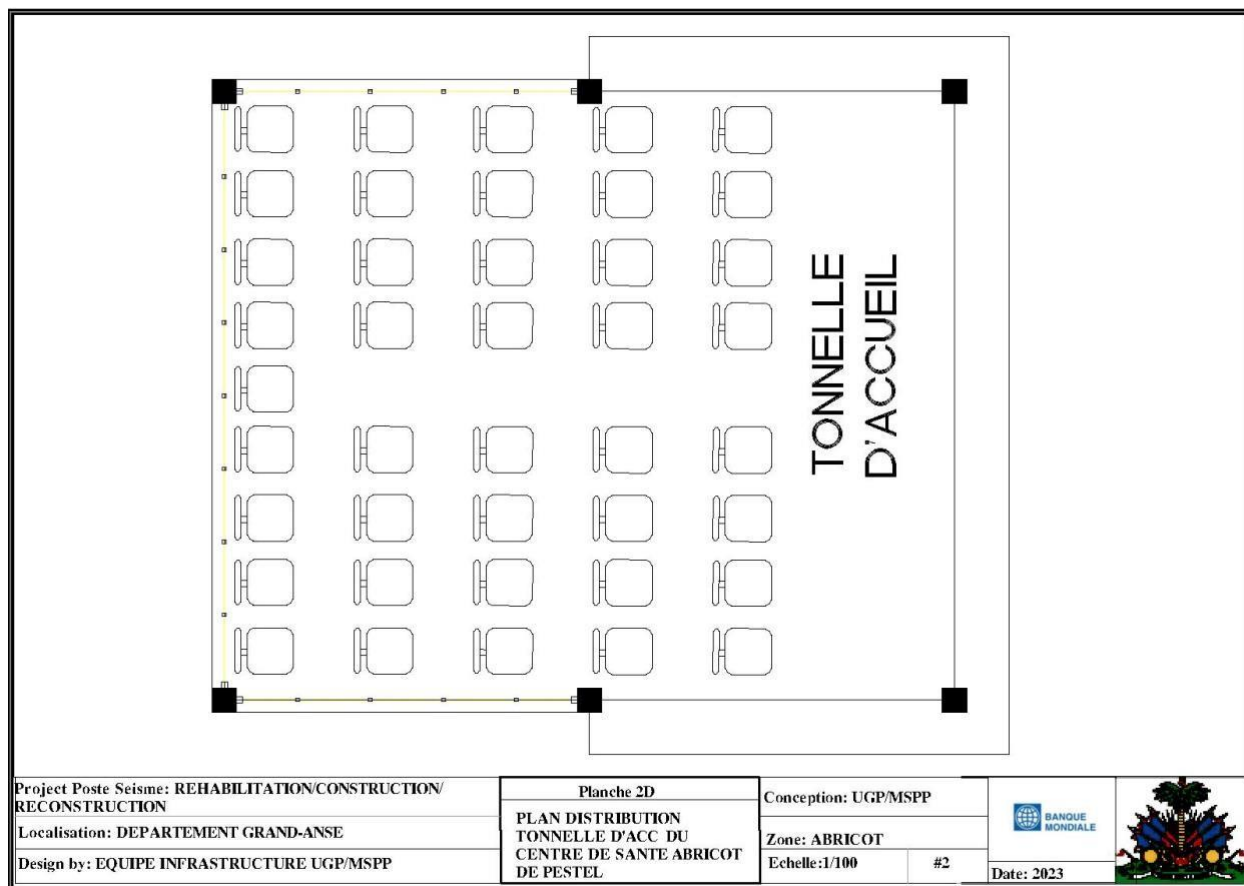 TONNELLE
D'ACCUEIL
Project Poste Seisme: REHABILITATION/CONSTRUCTION/
RECONSTRUCTION
Localisation: DEPARTEMENT GRAND-ANSE
Design by: EQUIPE INFRASTRUCTURE UGP/MSPP
Planche 2D
PLAN DISTRIBUTION
TONNELLE D'ACC DU
CENTRE DE SANTE ABRICOT
DE PESTEL
Conception: UGP/MSPP
Zone: ABRICOT
Echelle:1/100
#2
BANQUE
MONDIALE
Date: 2023